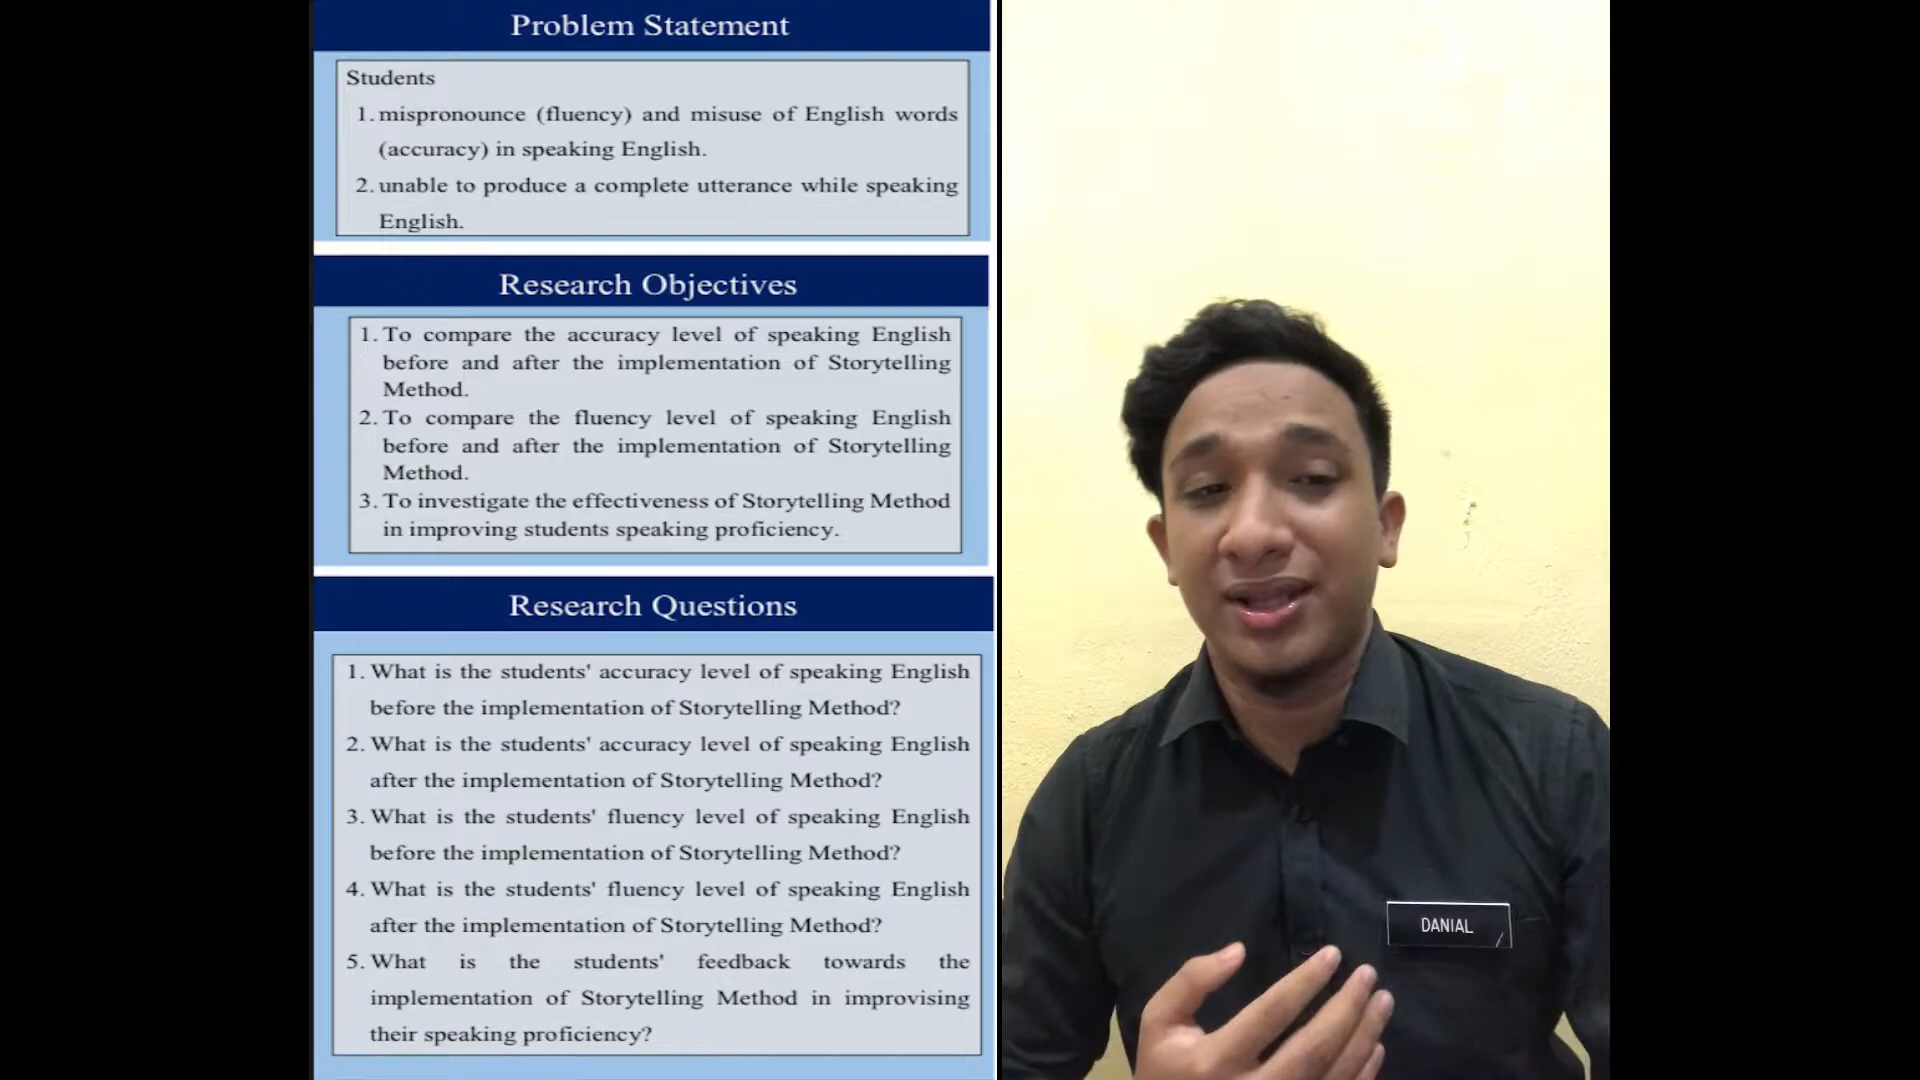 Problem Statement
Students
1. mispronounce (fluency) and misuse of English words
(accuracy) in speaking English.
2. unable to produce a complete utterance while speaking
English.
Research Objectives
1. To compare the accuracy level of speaking English
before and after the implementation of Storytelling
Method.
2. To compare the fluency level of speaking English
before and after the implementation of Storytelling
Method.
3. To investigate the effectiveness of Storytelling Method
in improving students speaking proficiency.
Research Questions
1. What is the students' accuracy level of speaking English
before the implementation of Storytelling Method?
2. What is the students' accuracy level of speaking English
after the implementation of Storytelling Method?
3. What is the students' fluency level of speaking English
before the implementation of Storytelling Method?
4. What is the students' fluency level of speaking English
after the implementation of Storytelling Method?
5. What is the students' feedback towards the
implementation of Storytelling Method in improvising
their speaking proficiency?
DANIAL